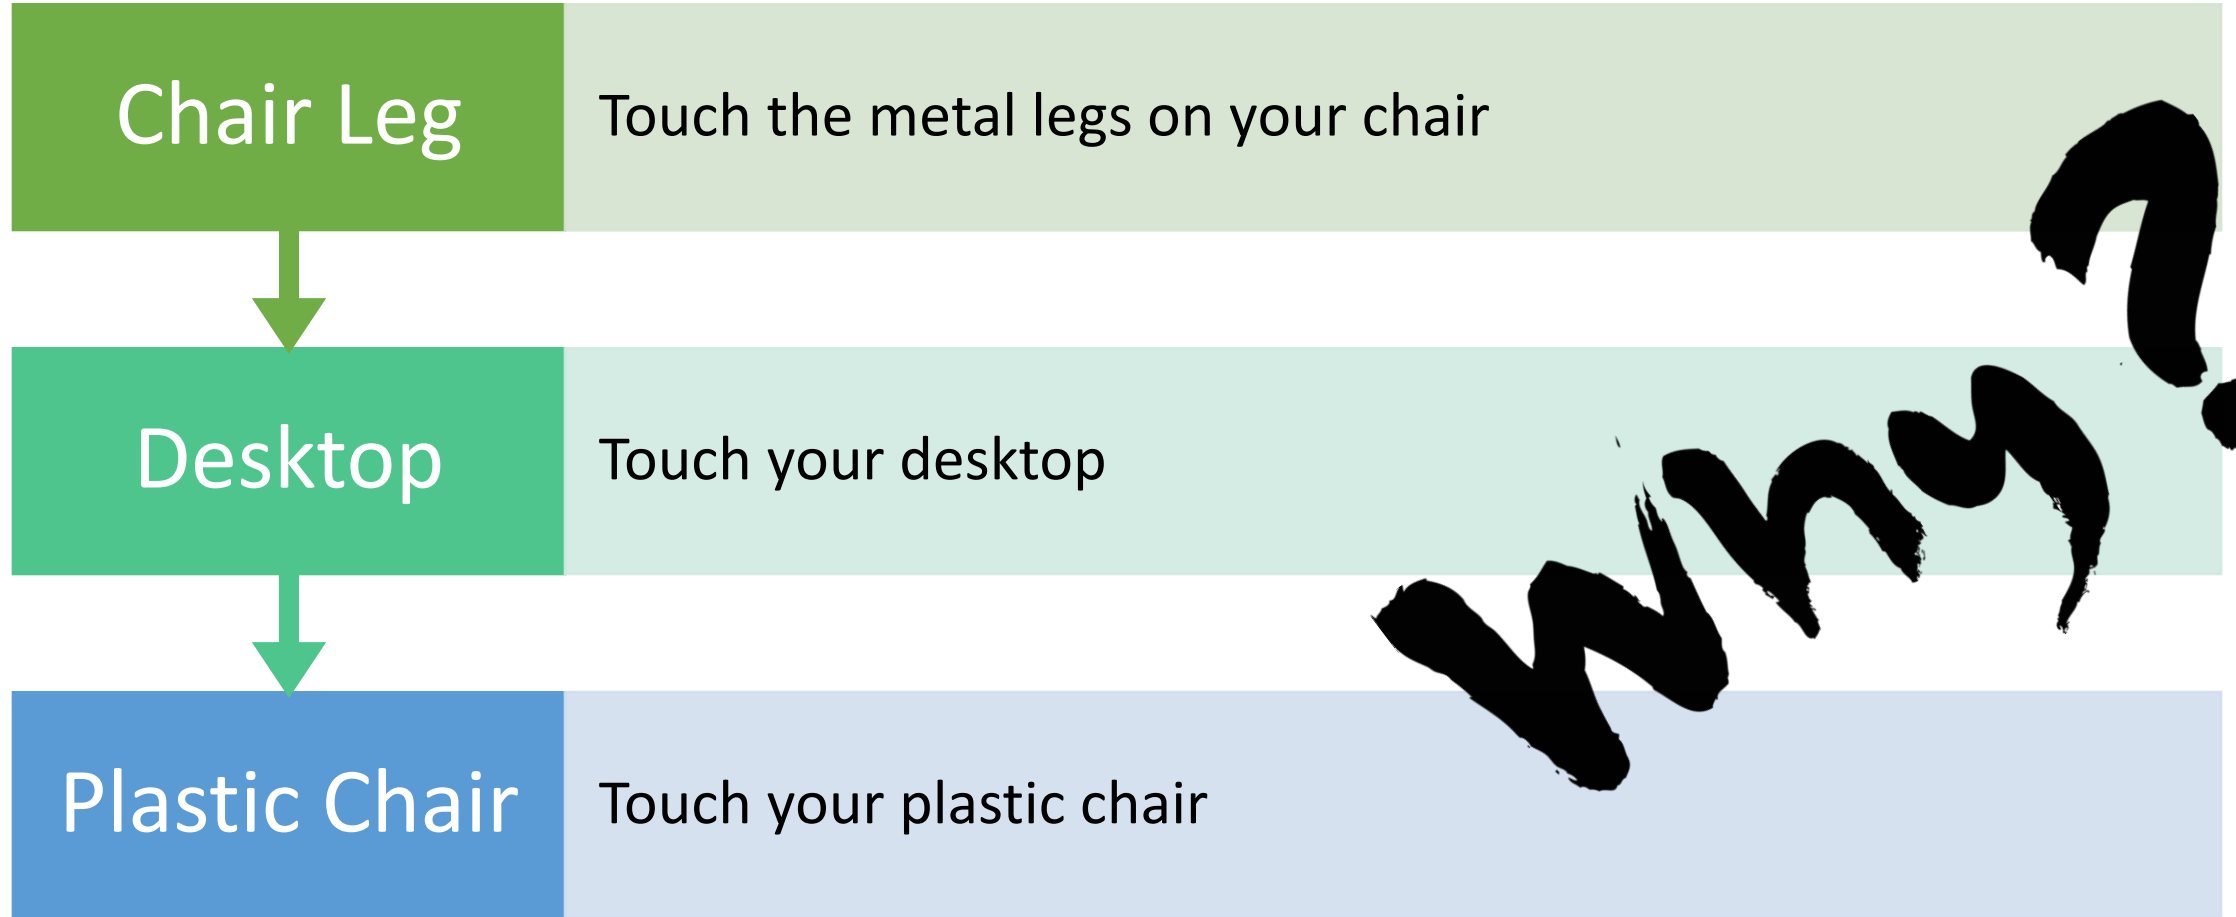 Chair Leg
Touch the metal legs on your chair
Desktop
Touch your desktop
Plastic Chair
Touch your plastic chair
Why?